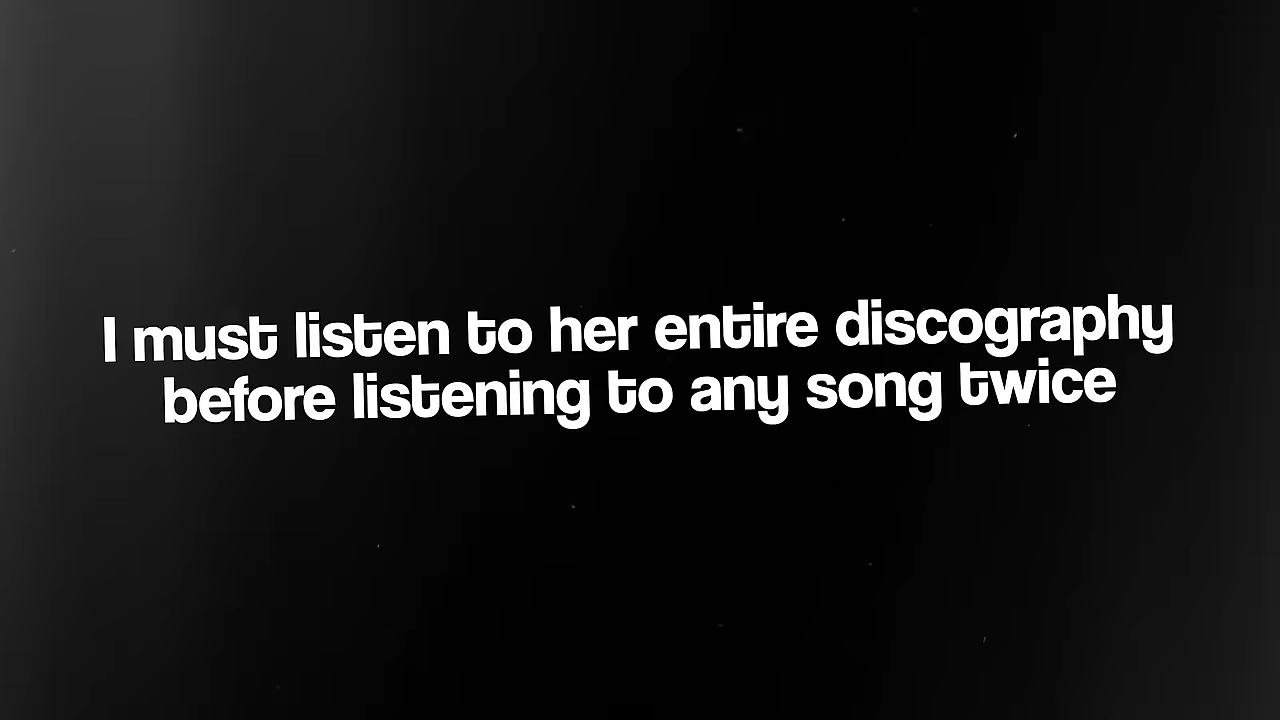 I must listen to her entire discography
before listening to any song twice